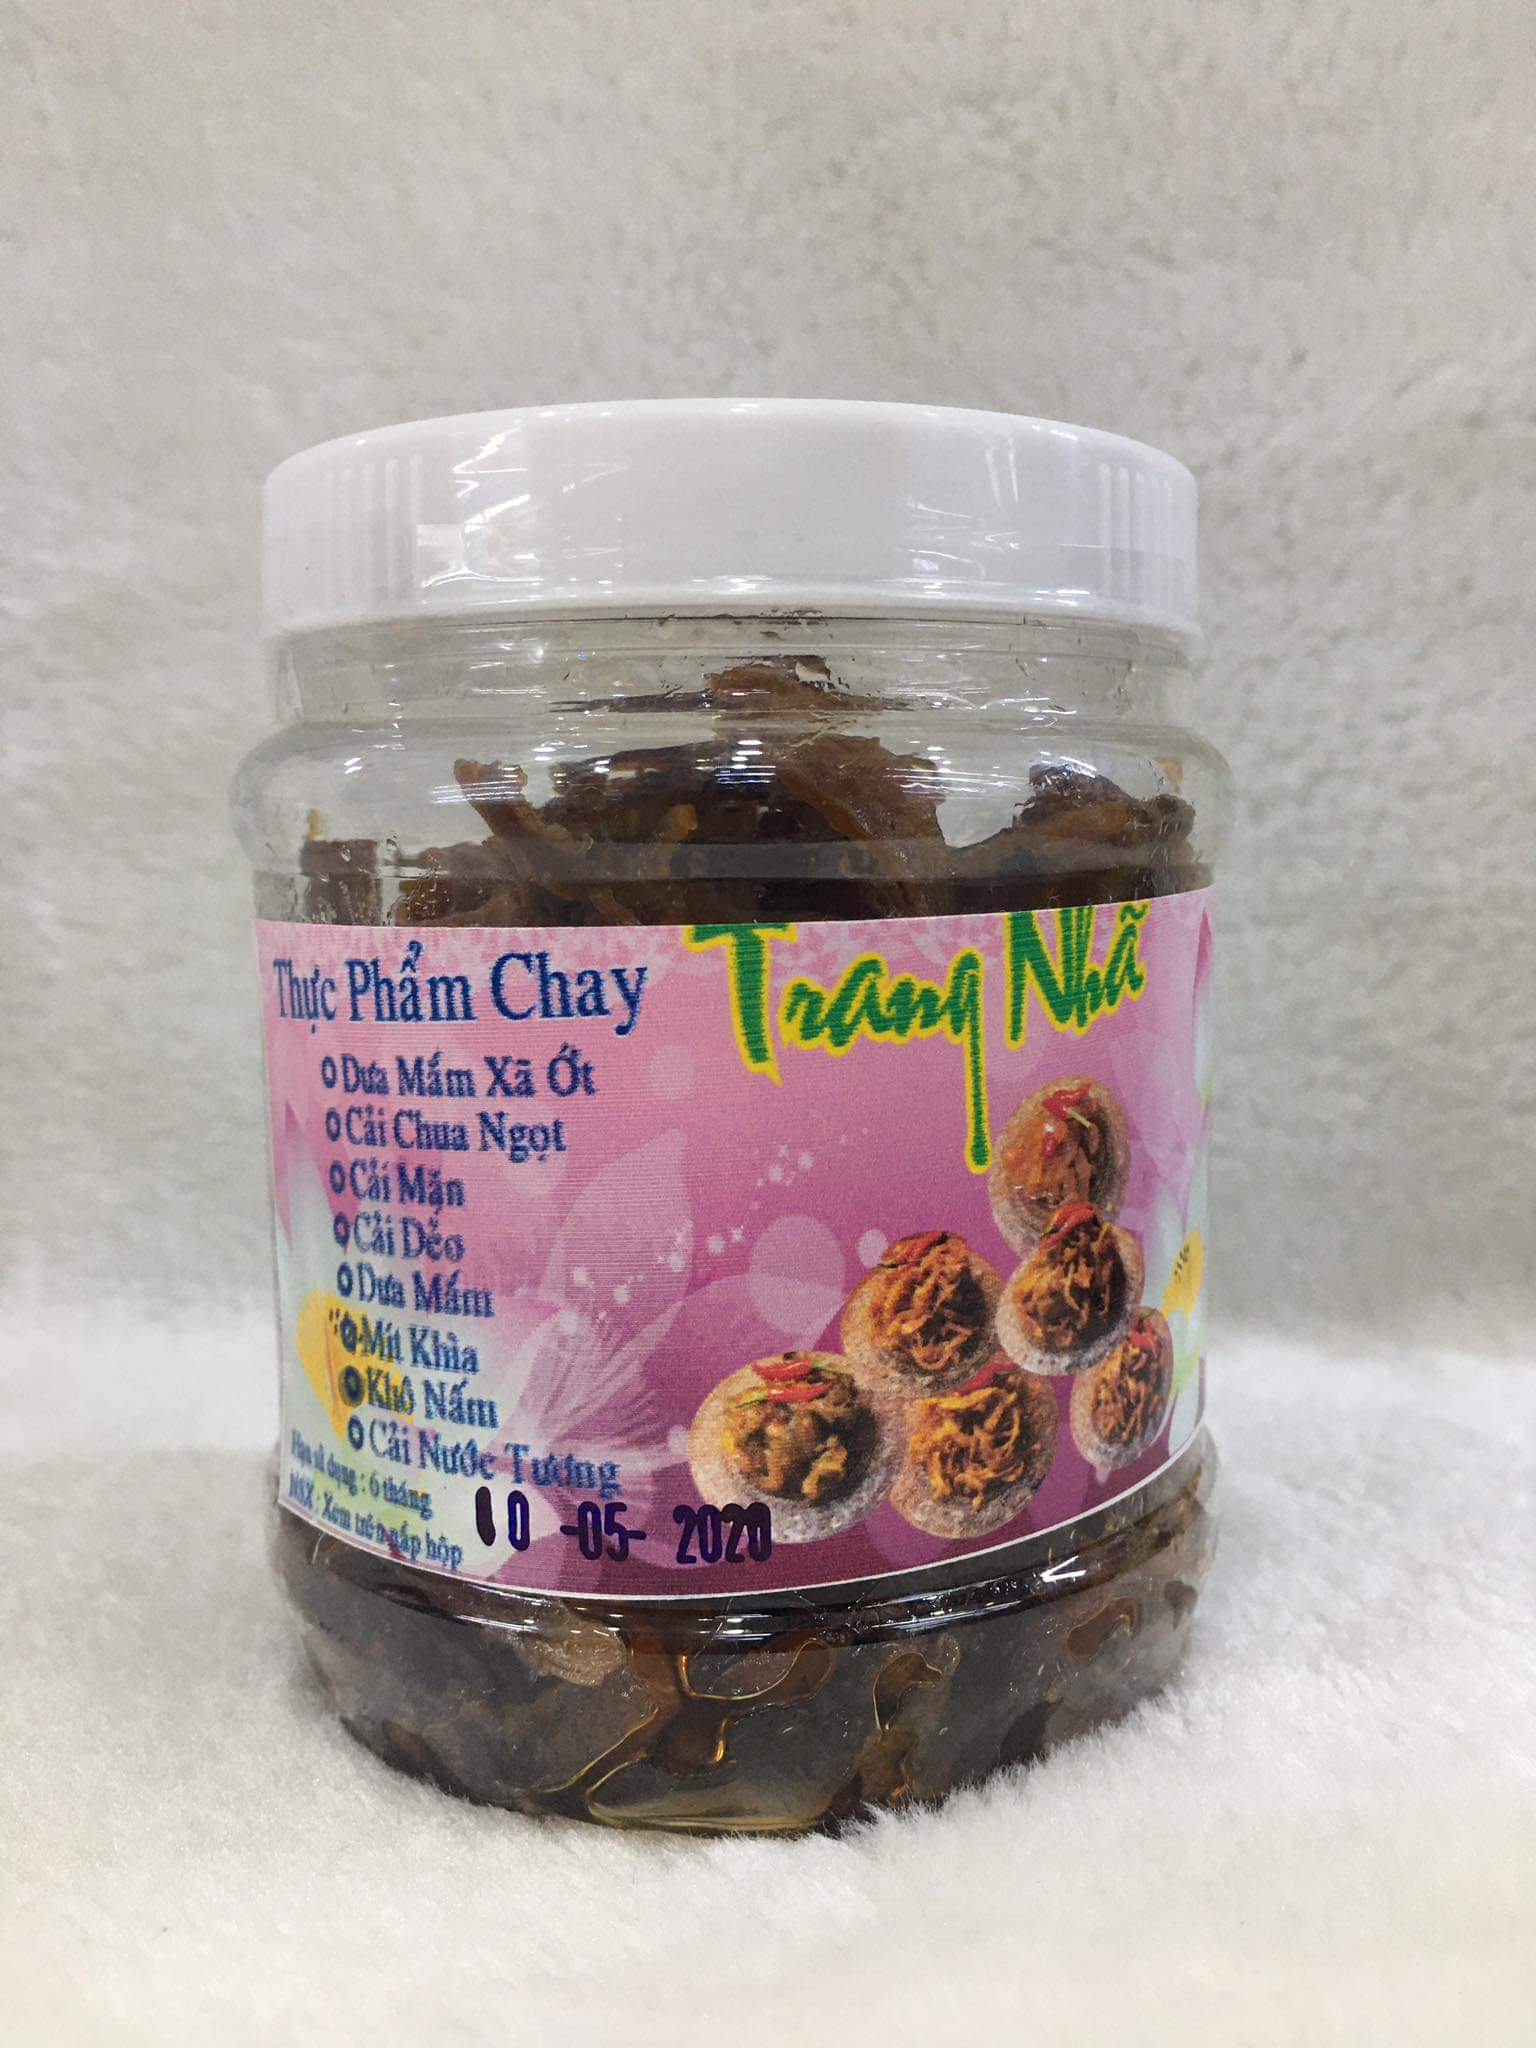 Thực Phẩm Chay
Trang Nhã
Dưa Mắm Xã Ớt
Cải Chua Ngọt
Cải Mặn
Cải Dẻo
Dưa Mắm
Mít Khìa
Khô Nấm
Cải Nước Tương
Hạn sử dụng : 6 tháng
NSX : Xem trên nắp hộp
10 -05- 2020